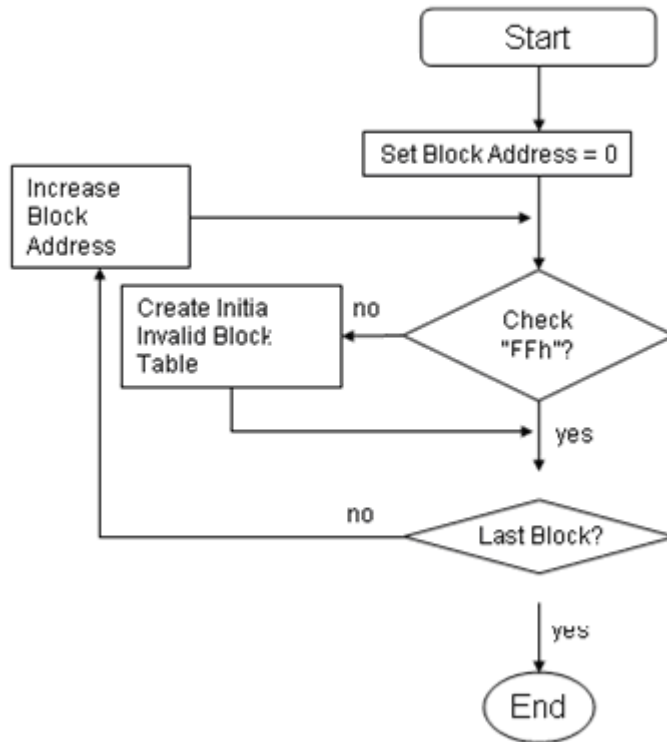 Start
Set Block Address = 0
Increase
Block
Address
Create Initia
Invalid Block
Table
no
Check
"FFh"?
yes
no
Last Block?
yes
End